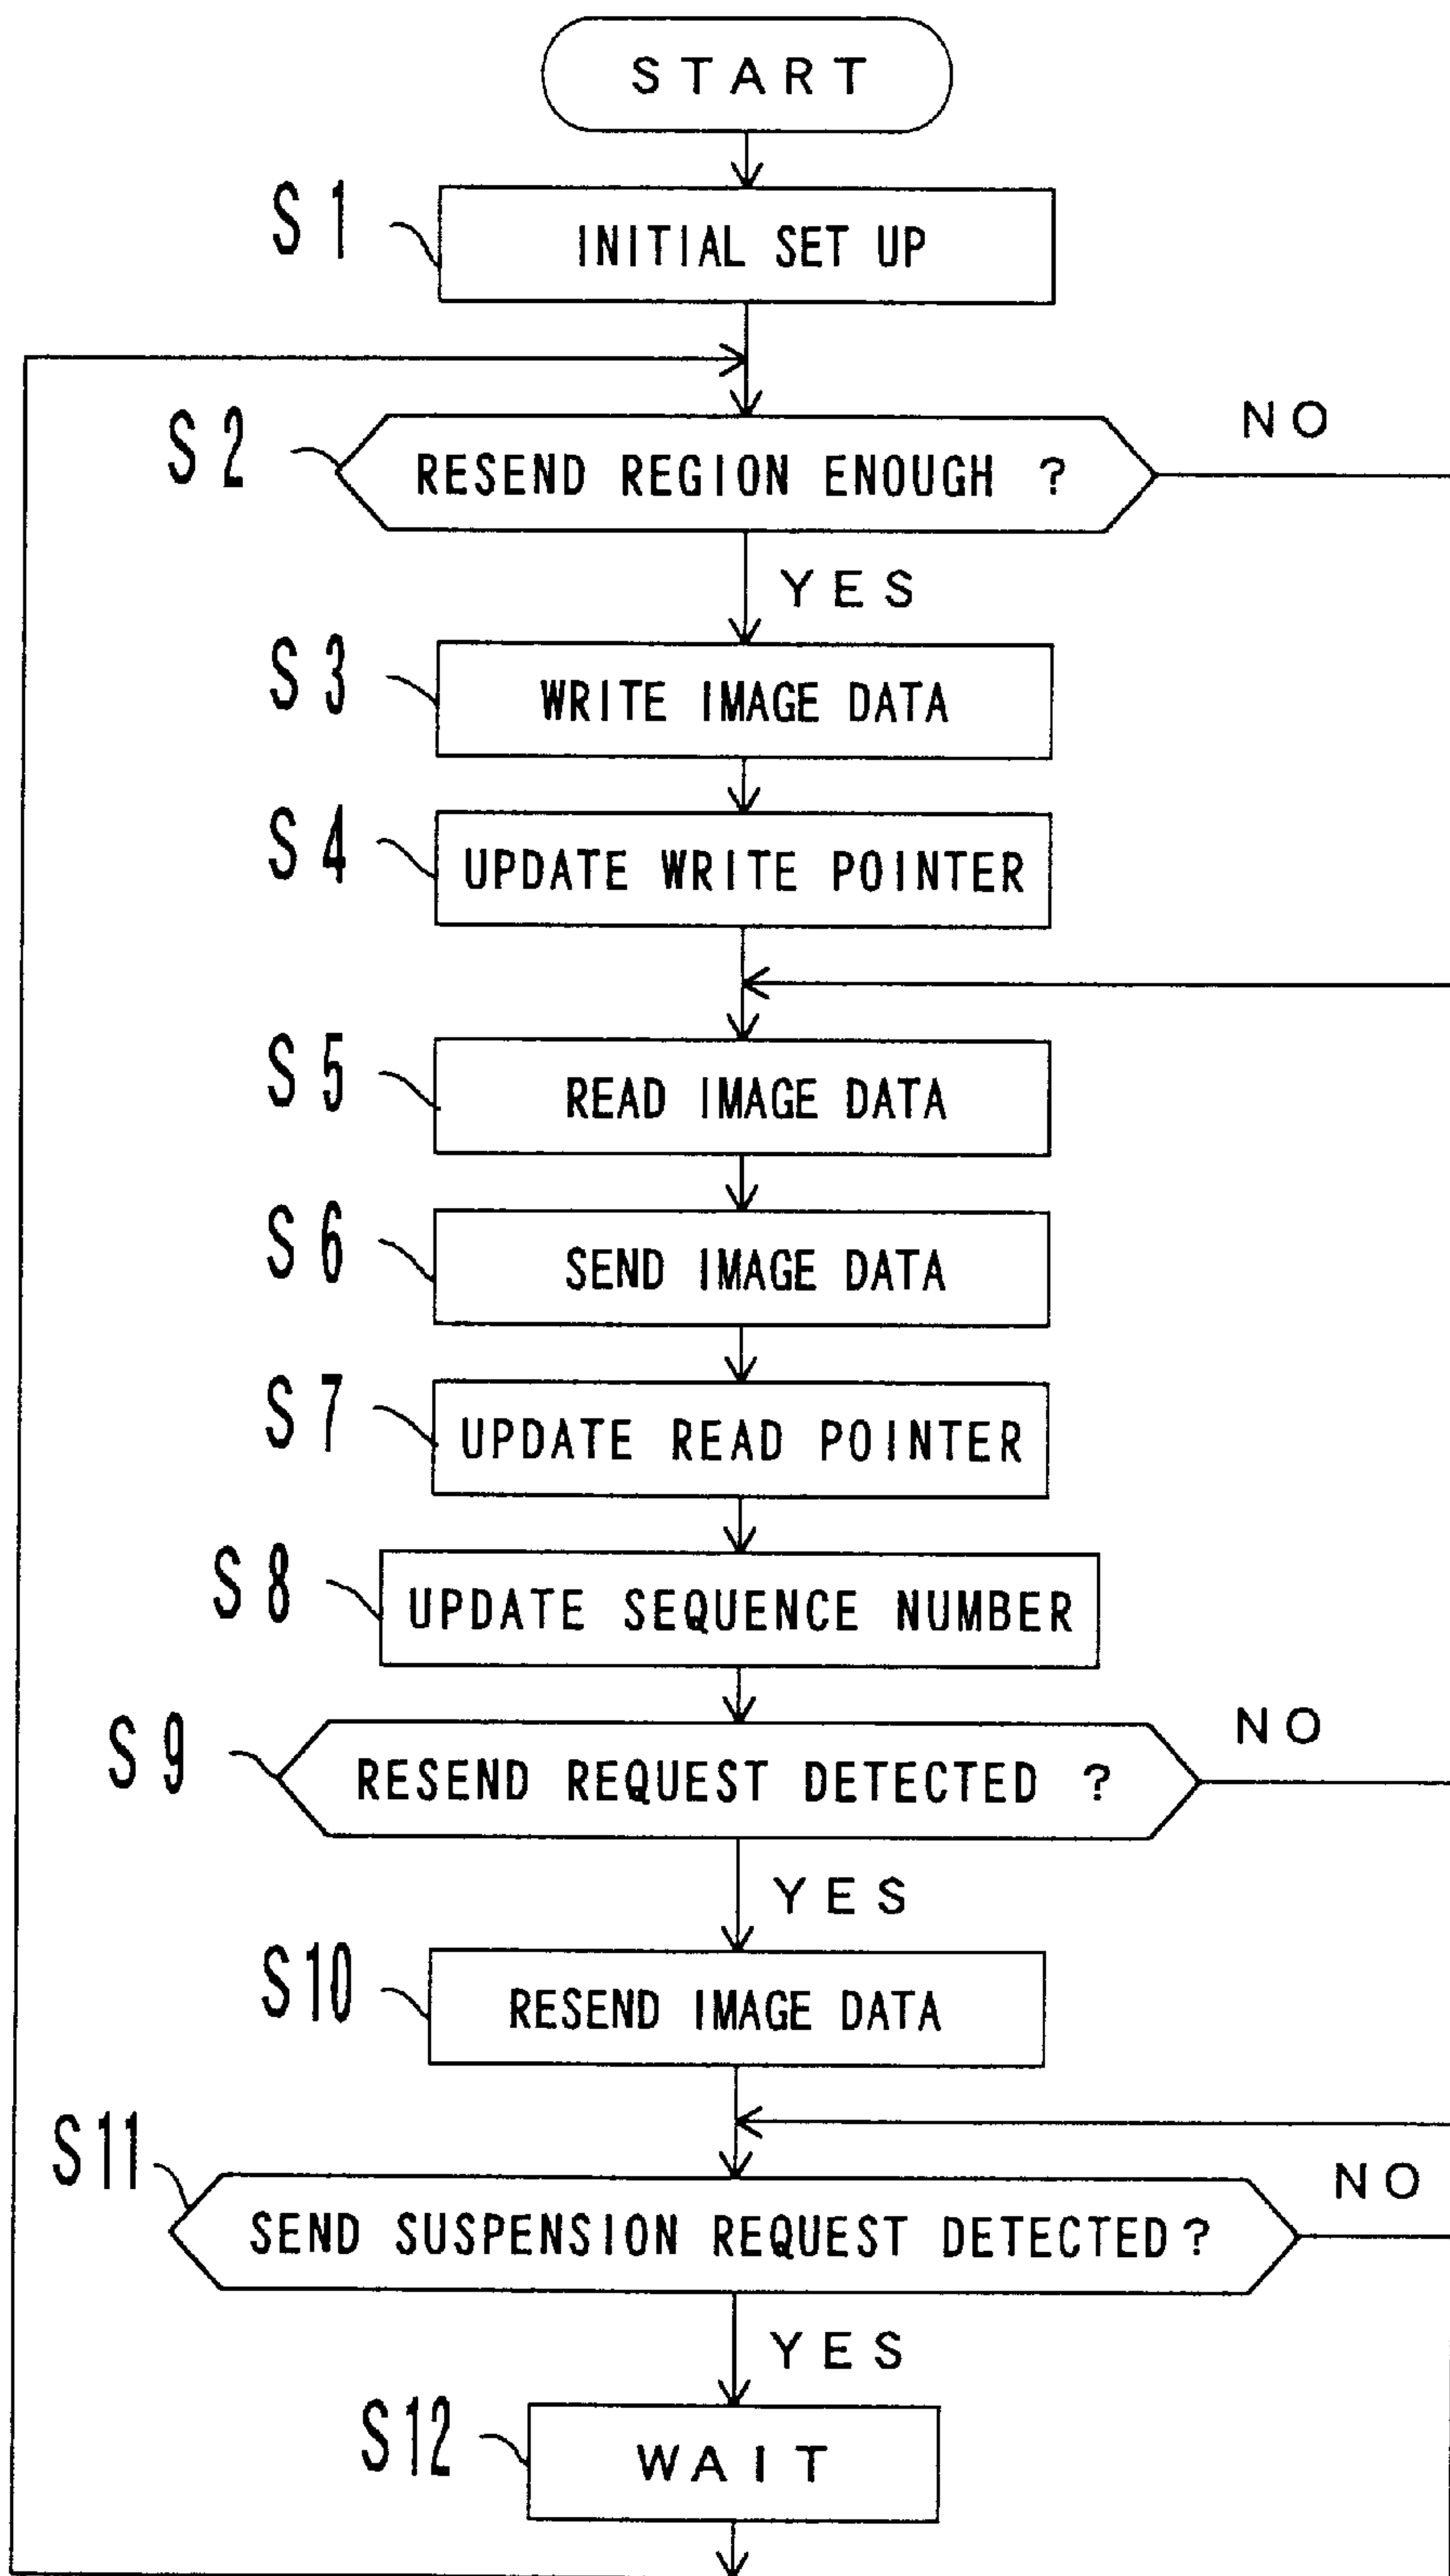 START
S1
INITIAL SET UP
S2
RESEND REGION ENOUGH ?
NO
YES
S3
WRITE IMAGE DATA
S4
UPDATE WRITE POINTER
S5
READ IMAGE DATA
S6
SEND IMAGE DATA
S7
UPDATE READ POINTER
S8
UPDATE SEQUENCE NUMBER
S9
RESEND REQUEST DETECTED ?
NO
YES
S10
RESEND IMAGE DATA
S11
SEND SUSPENSION REQUEST DETECTED?
NO
YES
S12
WAIT